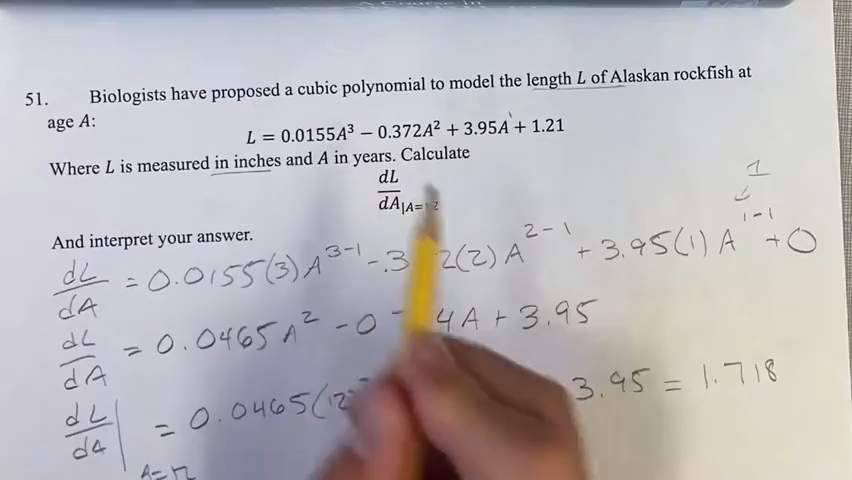 51. Biologists have proposed a cubic polynomial to model the length L of Alaskan rockfish at
age A:
L = 0.0155A³ − 0.372A² + 3.95A + 1.21
Where L is measured in inches and A in years. Calculate
dL
dA|A= 2
And interpret your answer.
1
dL/dA = 0.0155(3)A³⁻¹ - .3 2(2)A²⁻¹ + 3.95(1)A¹⁻¹ + 0
dL/dA = 0.0465A² - 0 4A + 3.95
dL/dA | A=12 = 0.0465(12 3.95 = 1.718